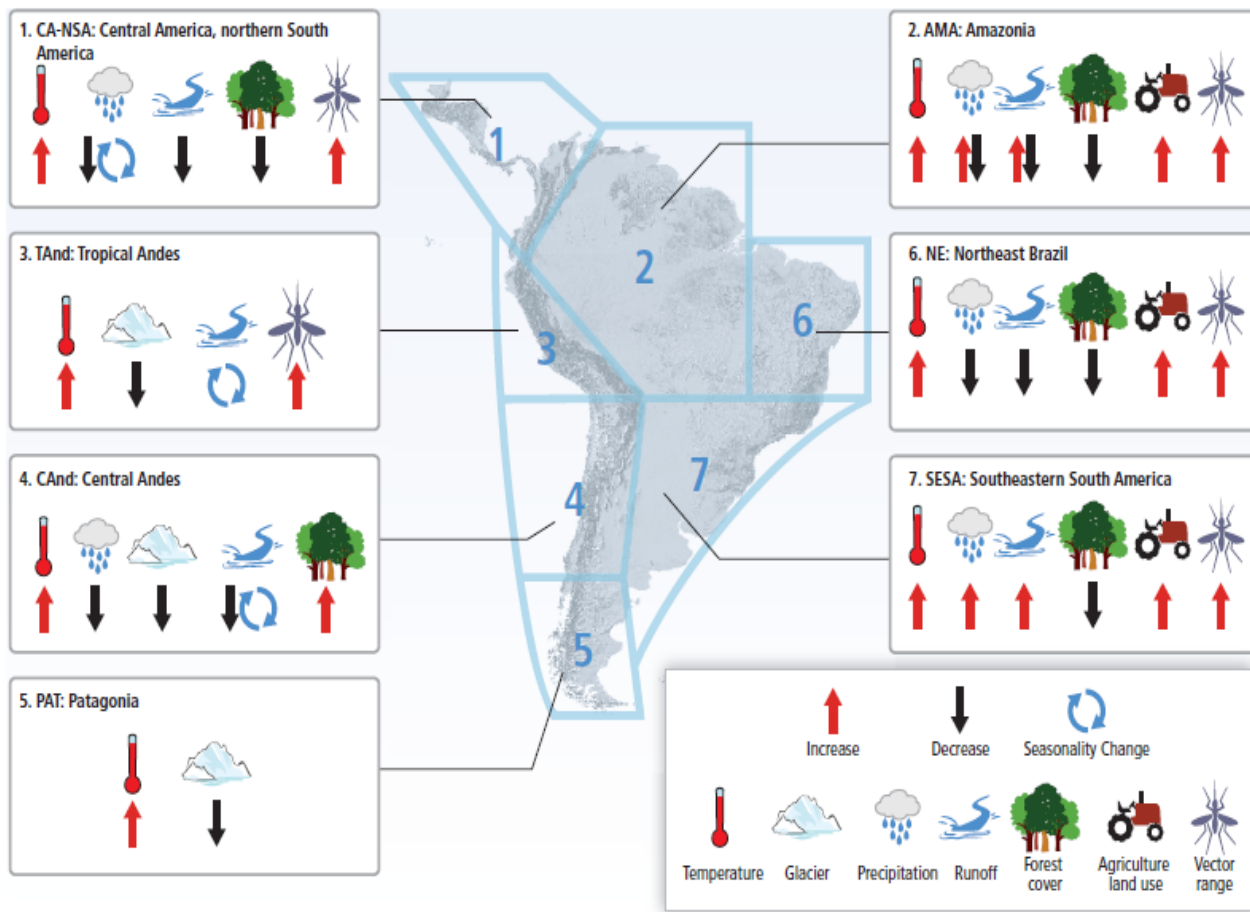 1. CA-NSA: Central America, northern South
America
2. AMA: Amazonia
3. TAnd: Tropical Andes
6. NE: Northeast Brazil
4. CAnd: Central Andes
7. SESA: Southeastern South America
5. PAT: Patagonia
1
2
3
6
4
7
5
Increase
Decrease
Seasonality Change
Temperature
Glacier
Precipitation
Runoff
Forest
cover
Agriculture
land use
Vector
range